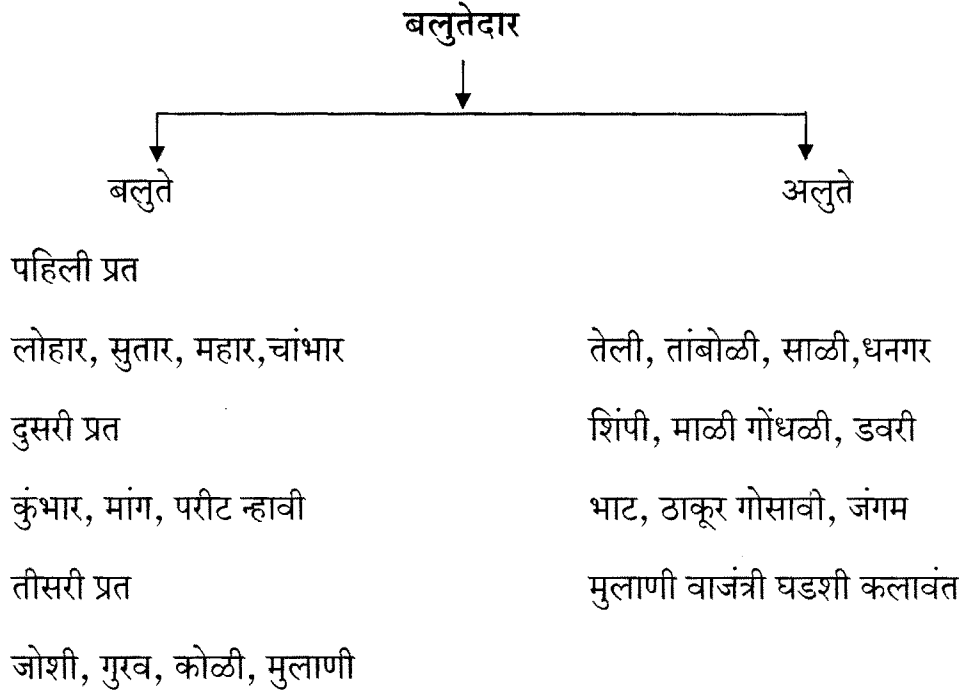 बलुतेदार
बलुते
अलुते
पहिली प्रत
लोहार, सुतार, महार,चांभार
तेली, तांबोळी, साळी,धनगर
दुसरी प्रत
शिंपी, माळी गोंधळी, डवरी
कुंभार, मांग, परीट न्हावी
भाट, ठाकूर गोसावी, जंगम
तीसरी प्रत
मुलाणी वाजंत्री घडशी कलावंत
जोशी, गुरव, कोळी, मुलाणी